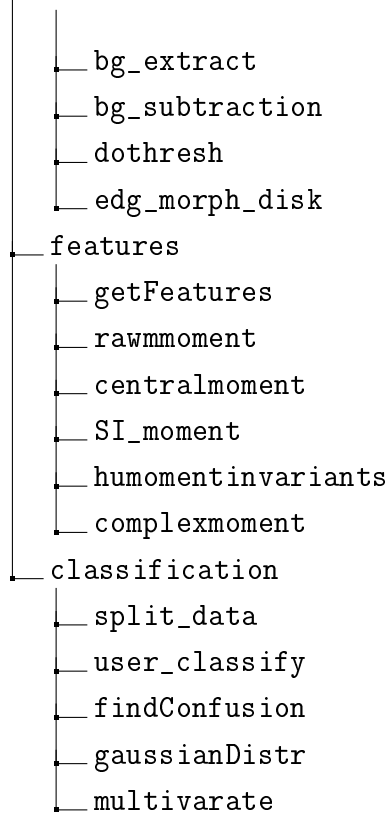 bg_extract
bg_subtraction
dothresh
edg_morph_disk
features
getFeatures
rawmmoment
centralmoment
SI_moment
humomentinvariants
complexmoment
classification
split_data
user_classify
findConfusion
gaussianDistr
multivarate